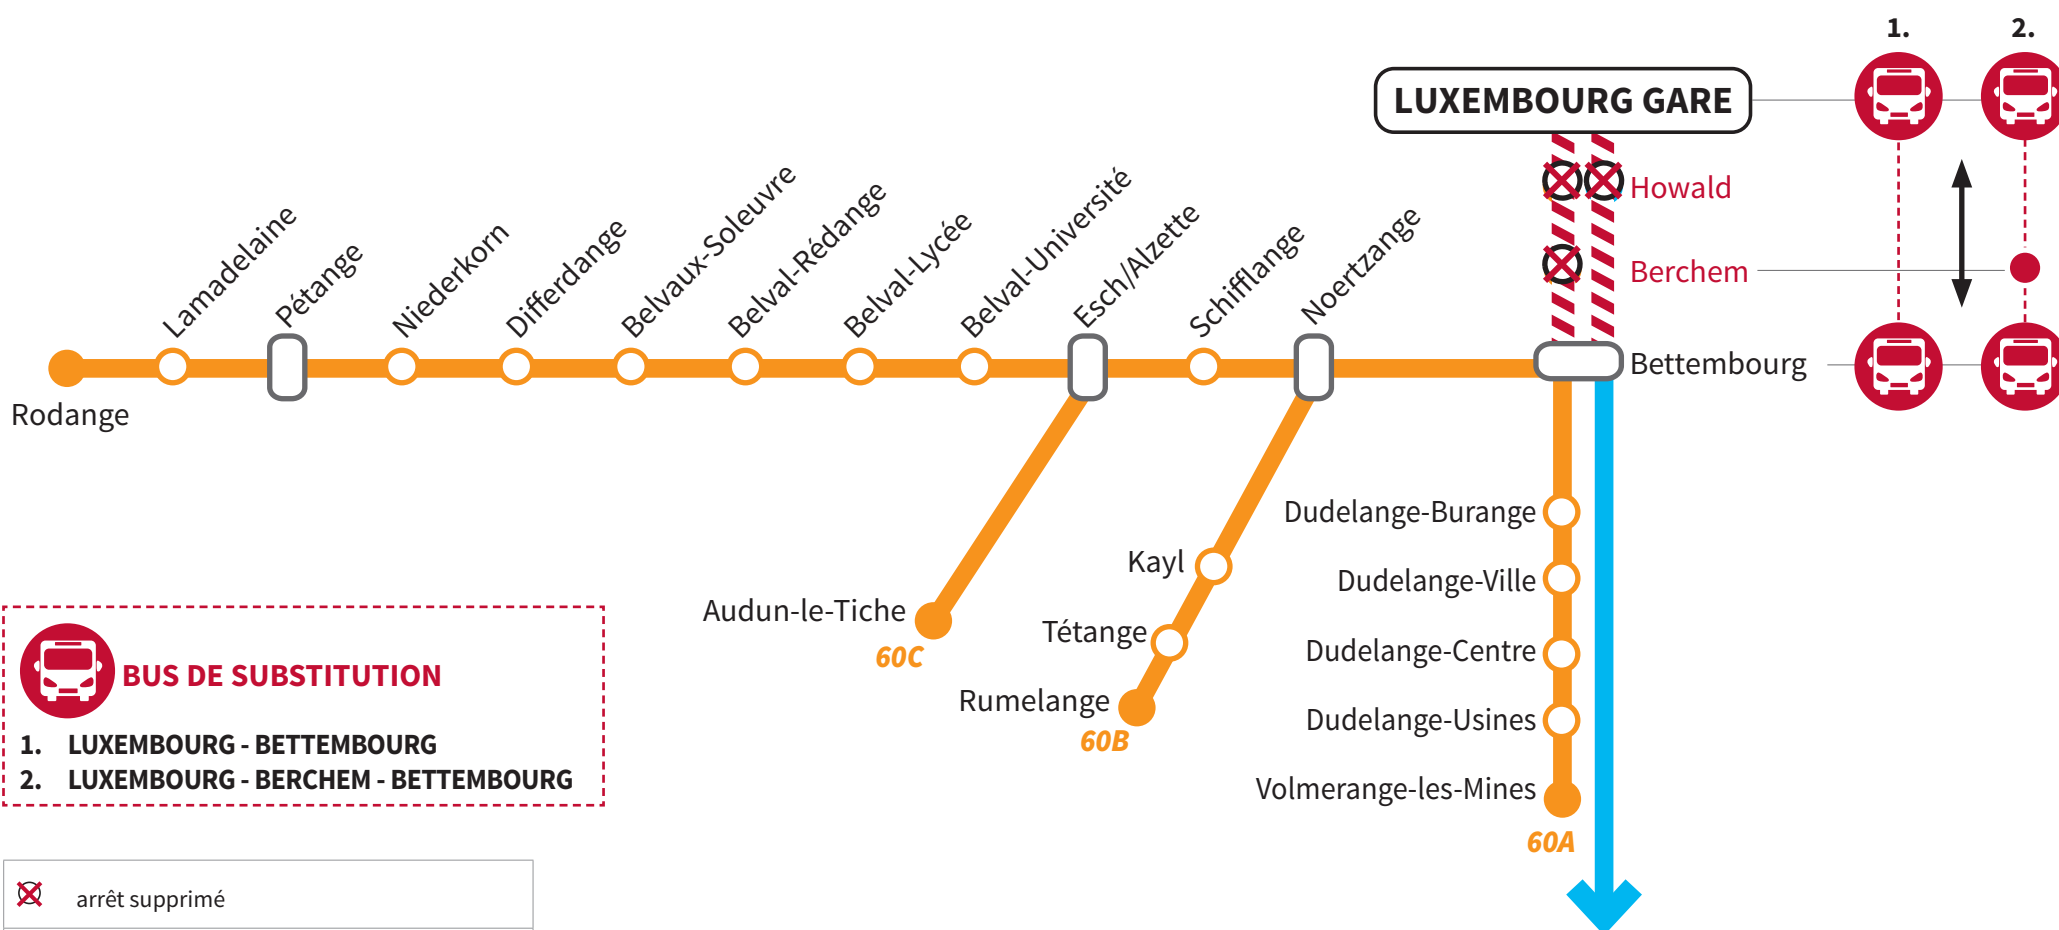 1.
2.
LUXEMBOURG GARE
Howald
Berchem
Bettembourg
Lamadelaine
Pétange
Niederkorn
Differdange
Belvaux-Soleuvre
Belval-Rédange
Belval-Lycée
Belval-Université
Esch/Alzette
Schifflange
Noertzange
Rodange
Dudelange-Burange
Kayl
Dudelange-Ville
Audun-le-Tiche
60C
Tétange
Dudelange-Centre
Rumelange
60B
Dudelange-Usines
Volmerange-les-Mines
60A
BUS DE SUBSTITUTION
1. LUXEMBOURG - BETTEMBOURG
2. LUXEMBOURG - BERCHEM - BETTEMBOURG
arrêt supprimé